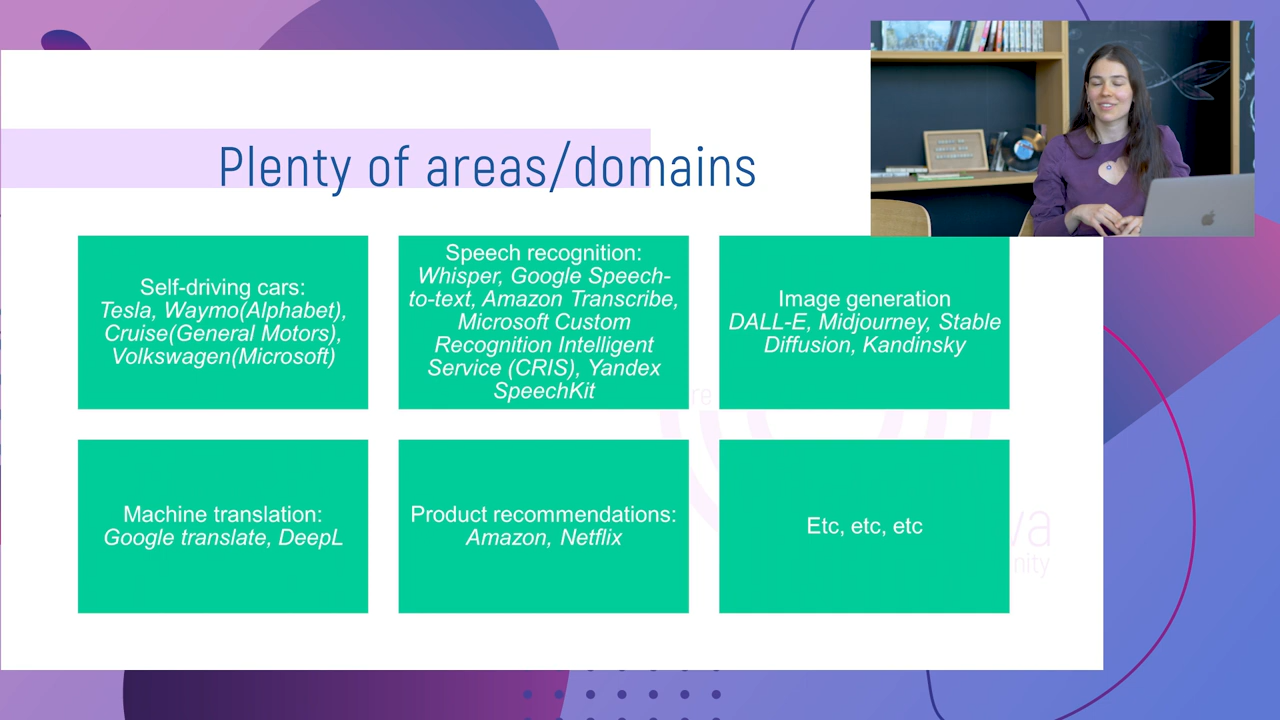 Plenty of areas/domains
Self-driving cars:
Tesla, Waymo(Alphabet),
Cruise(General Motors),
Volkswagen(Microsoft)
Speech recognition:
Whisper, Google Speech-
to-text, Amazon Transcribe,
Microsoft Custom
Recognition Intelligent
Service (CRIS), Yandex
SpeechKit
Image generation
DALL-E, Midjourney, Stable
Diffusion, Kandinsky
Machine translation:
Google translate, DeepL
Product recommendations:
Amazon, Netflix
Etc, etc, etc